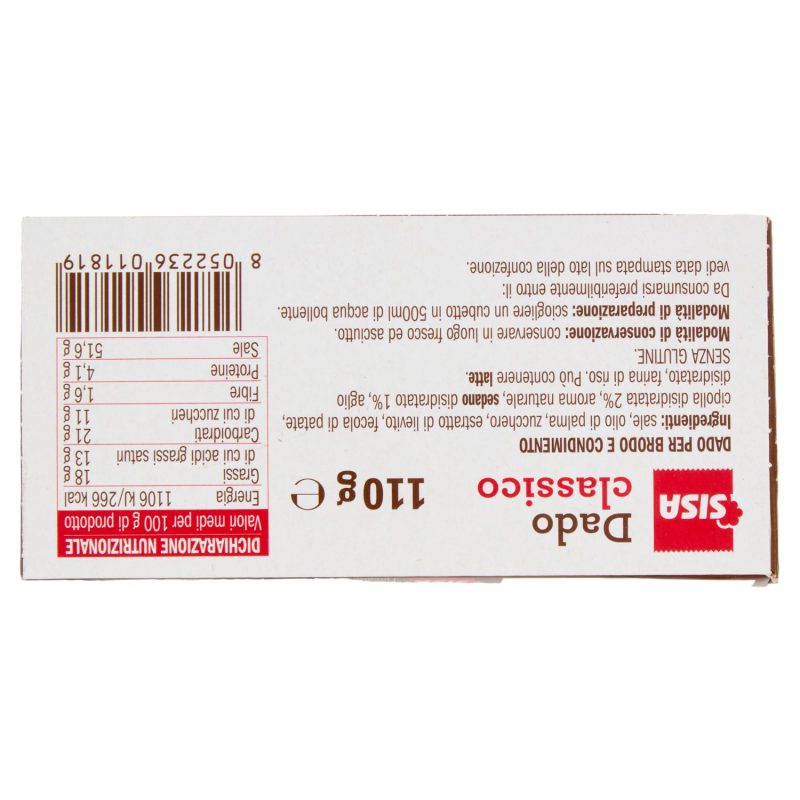 SISA
Dado
classico
110 g ℮
DADO PER BRODO E CONDIMENTO
Ingredienti: sale, olio di palma, zucchero, estratto di lievito, fecola di patate,
cipolla disidratata 2%, aroma naturale, sedano disidratato 1%, aglio
disidratato, farina di riso. Può contenere latte.
SENZA GLUTINE.
Modalità di conservazione: conservare in luogo fresco ed asciutto.
Modalità di preparazione: sciogliere un cubetto in 500ml di acqua bollente.
Da consumarsi preferibilmente entro il:
vedi data stampata sul lato della confezione.
DICHIARAZIONE NUTRIZIONALE
Valori medi per 100 g di prodotto
Energia 1106 kJ/266 kcal
Grassi 18 g
di cui acidi grassi saturi 13 g
Carboidrati 21 g
di cui zuccheri 11 g
Fibre 1,6 g
Proteine 4,1 g
Sale 51,6 g
8 052236 011819